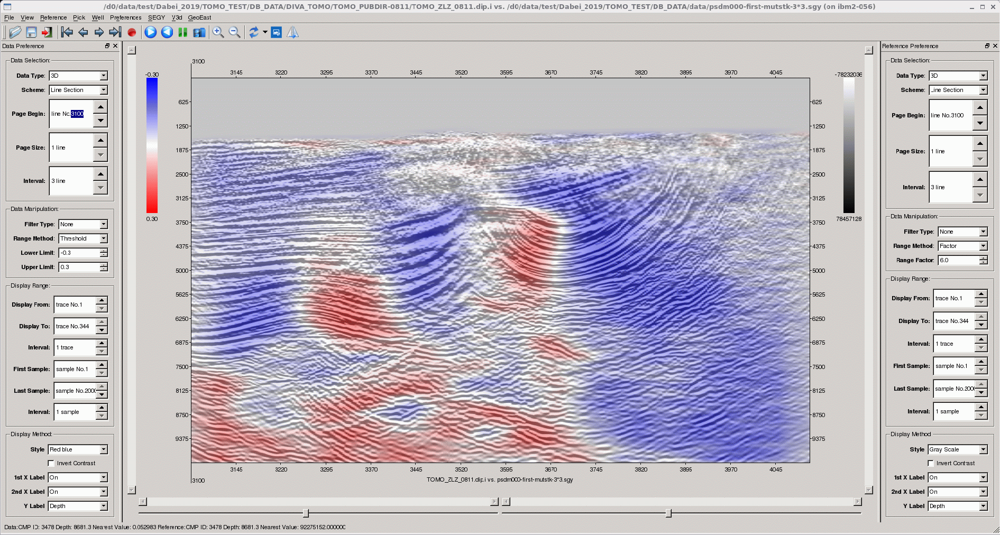 /d0/data/test/Dabei_2019/TOMO_TEST/DB_DATA/DIVA_TOMO/TOMO_PUBDIR-0811/TOMO_ZLZ_0811.dip.i vs. /d0/data/test/Dabei_2019/TOMO_TEST/DB_DATA/data/psdm000-first-mutstk-3*3.sgy (on ibm2-056)
File View Reference Pick Well Preferences SEGY V3d GeoEast
Data Preference
Data Selection:
Data Type: 3D
Scheme: Line Section
Page Begin: line No.3100
Page Size: 1 line
Interval: 3 line
Data Manipulation:
Filter Type: None
Range Method: Threshold
Lower Limit: -0.3
Upper Limit: 0.3
Display Range:
Display From: trace No.1
Display To: trace No.344
Interval: 1 trace
First Sample: sample No.1
Last Sample: sample No.200
Interval: 1 sample
Display Method:
Style Red blue
Invert Contrast
1st X Label On
2nd X Label On
Y Label Depth
3100
3145 3220 3295 3370 3445 3520 3595 3670 3745 3820 3895 3970 4045
-0.30
0.30
-78232036
78457128
625 625
1250 1250
1875 1875
2500 2500
3125 3125
3750 3750
4375 4375
5000 5000
5625 5625
6250 6250
6875 6875
7500 7500
8125 8125
8750 8750
9375 9375
3145 3220 3295 3370 3445 3520 3595 3670 3745 3820 3895 3970 4045
3100
TOMO_ZLZ_0811.dip.i vs. psdm000-first-mutstk-3*3.sgy
Reference Preference
Data Selection:
Data Type: 3D
Scheme: Line Section
Page Begin: line No.3100
Page Size: 1 line
Interval: 3 line
Data Manipulation:
Filter Type: None
Range Method: Factor
Range Factor: 6.0
Display Range:
Display From: trace No.1
Display To: trace No.344
Interval: 1 trace
First Sample: sample No.1
Last Sample: sample No.200
Interval: 1 sample
Display Method
Style Gray Scale
Invert Contrast
1st X Label On
2nd X Label On
Y Label Depth
Data:CMP ID: 3478 Depth: 8681.3 Nearest Value: 0.052983 Reference:CMP ID: 3478 Depth: 8681.3 Nearest Value: 92275152.000000